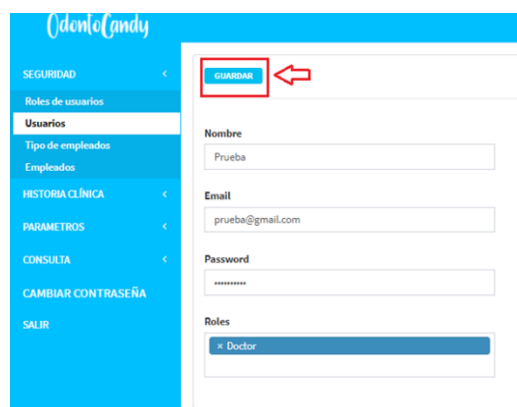 OdontoCandy
SEGURIDAD <
Roles de usuarios
Usuarios
Tipo de empleados
Empleados
HISTORIA CLÍNICA <
PARAMETROS <
CONSULTA <
CAMBIAR CONTRASEÑA
SALIR
GUARDAR
Nombre
Prueba
Email
prueba@gmail.com
Password
••••••••••
Roles
× Doctor